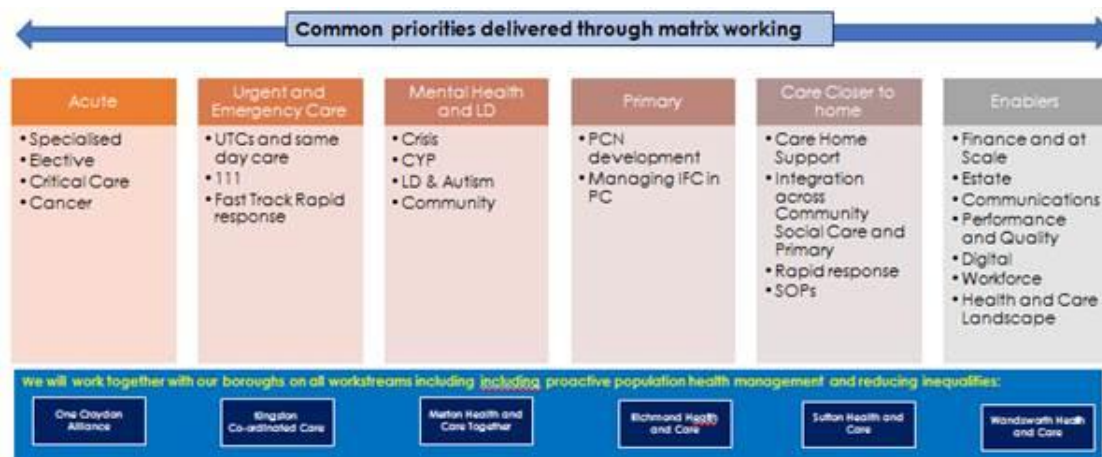 Common priorities delivered through matrix working
Acute
• Specialised
• Elective
• Critical Care
• Cancer
Urgent and
Emergency Care
• UTCs and same
day care
• 111
• Fast Track Rapid
response
Mental Health
and LD
• Crisis
• CYP
• LD & Autism
• Community
Primary
• PCN
development
• Managing IFC in
PC
Care Closer to
home
• Care Home
Support
• Integration
across
Community
Social Care and
Primary
• Rapid response
• SOPs
Enablers
• Finance and at
Scale
• Estate
• Communications
• Performance
and Quality
• Digital
• Workforce
• Health and Care
Landscape
We will work together with our boroughs on all workstreams including including proactive population health management and reducing inequalities:
One Croydon
Alliance
Kingston
Co-ordinated Care
Merton Health and
Care Together
Richmond Health
and Care
Sutton Health and
Care
Wandsworth Health
and Care